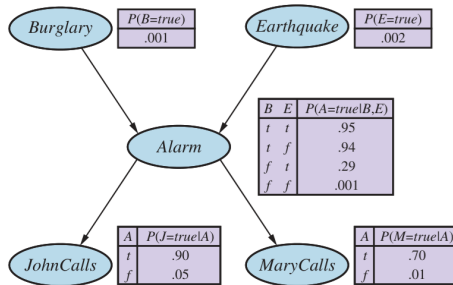 Burglary
P(B=true)
.001
Earthquake
P(E=true)
.002
Alarm
B E P(A=true|B,E)
t t .95
t f .94
f t .29
f f .001
JohnCalls
A P(J=true|A)
t .90
f .05
MaryCalls
A P(M=true|A)
t .70
f .01